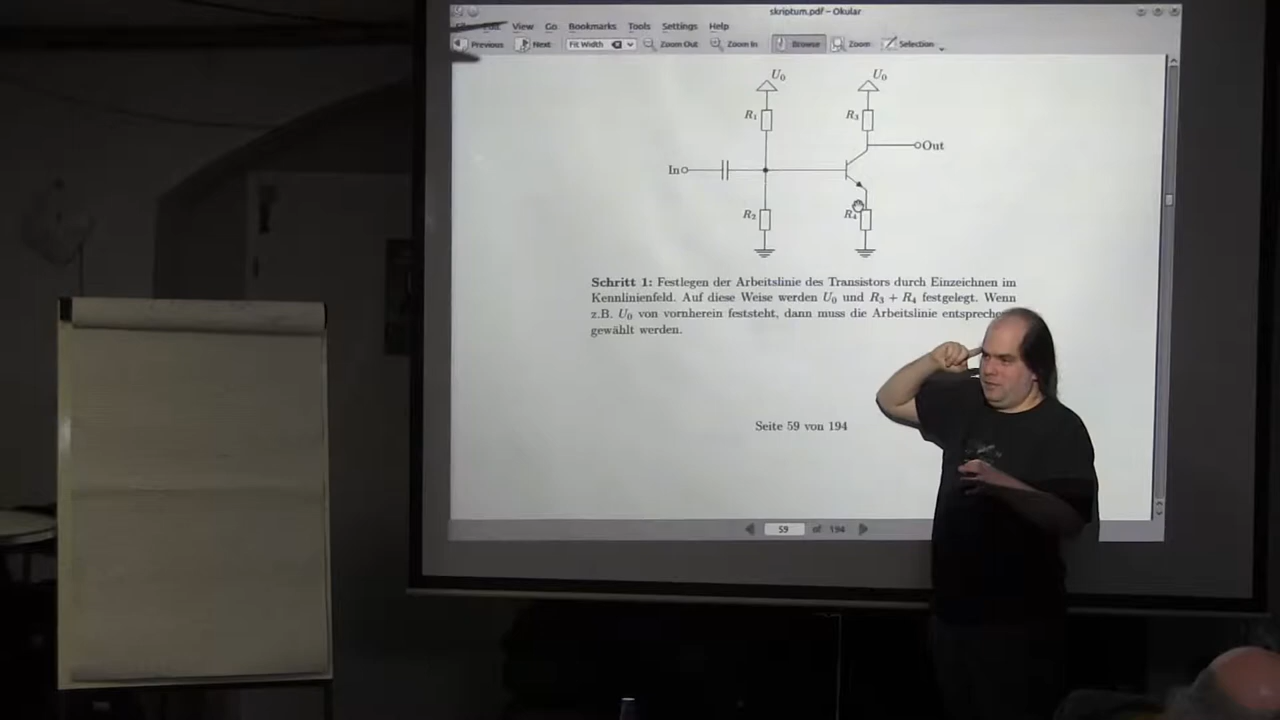 skriptum.pdf – Okular
View Go Bookmarks Tools Settings Help
Previous Next Fit Width Zoom Out Zoom In Browse Zoom Selection
U₀ U₀
R₁ R₃
Out
In
R₂ R₄
Schritt 1: Festlegen der Arbeitslinie des Transistors durch Einzeichnen im
Kennlinienfeld. Auf diese Weise werden U₀ und R₃ + R₄ festgelegt. Wenn
z.B. U₀ von vornherein feststeht, dann muss die Arbeitslinie entspreche
gewählt werden.
Seite 59 von 194
59 of 194